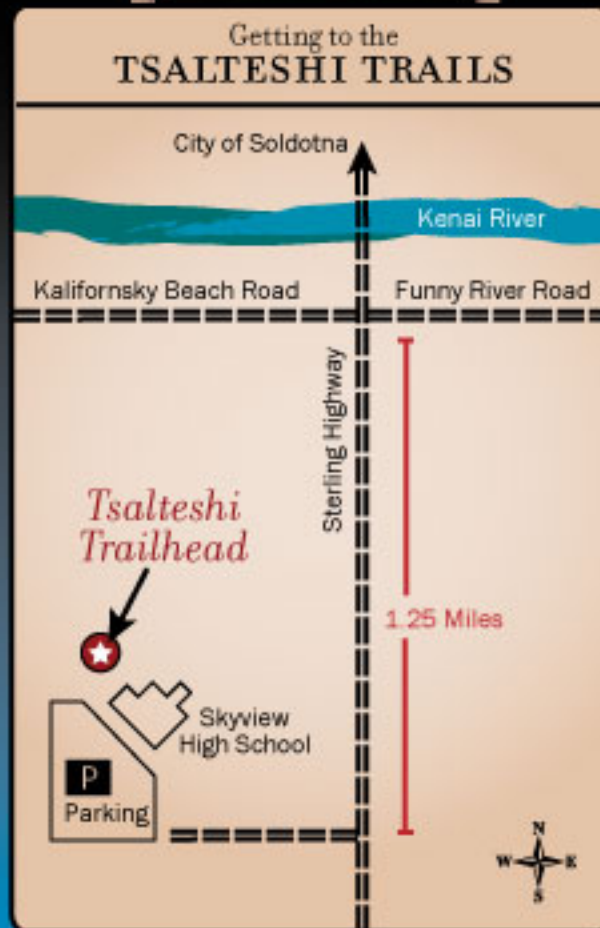 Getting to the
TSALTESHI TRAILS
City of Soldotna
Kenai River
Kalifornsky Beach Road
Funny River Road
Sterling Highway
Tsalteshi
Trailhead
1.25 Miles
Skyview
High School
P
Parking
N
W E
S